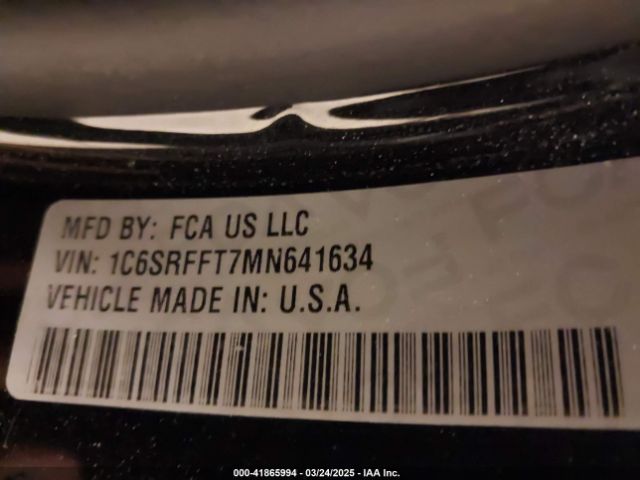 MFD BY: FCA US LLC
VIN: 1C6SRFFT7MN641634
VEHICLE MADE IN: U.S.A.
000-41865994 - 03/24/2025 - IAA Inc.